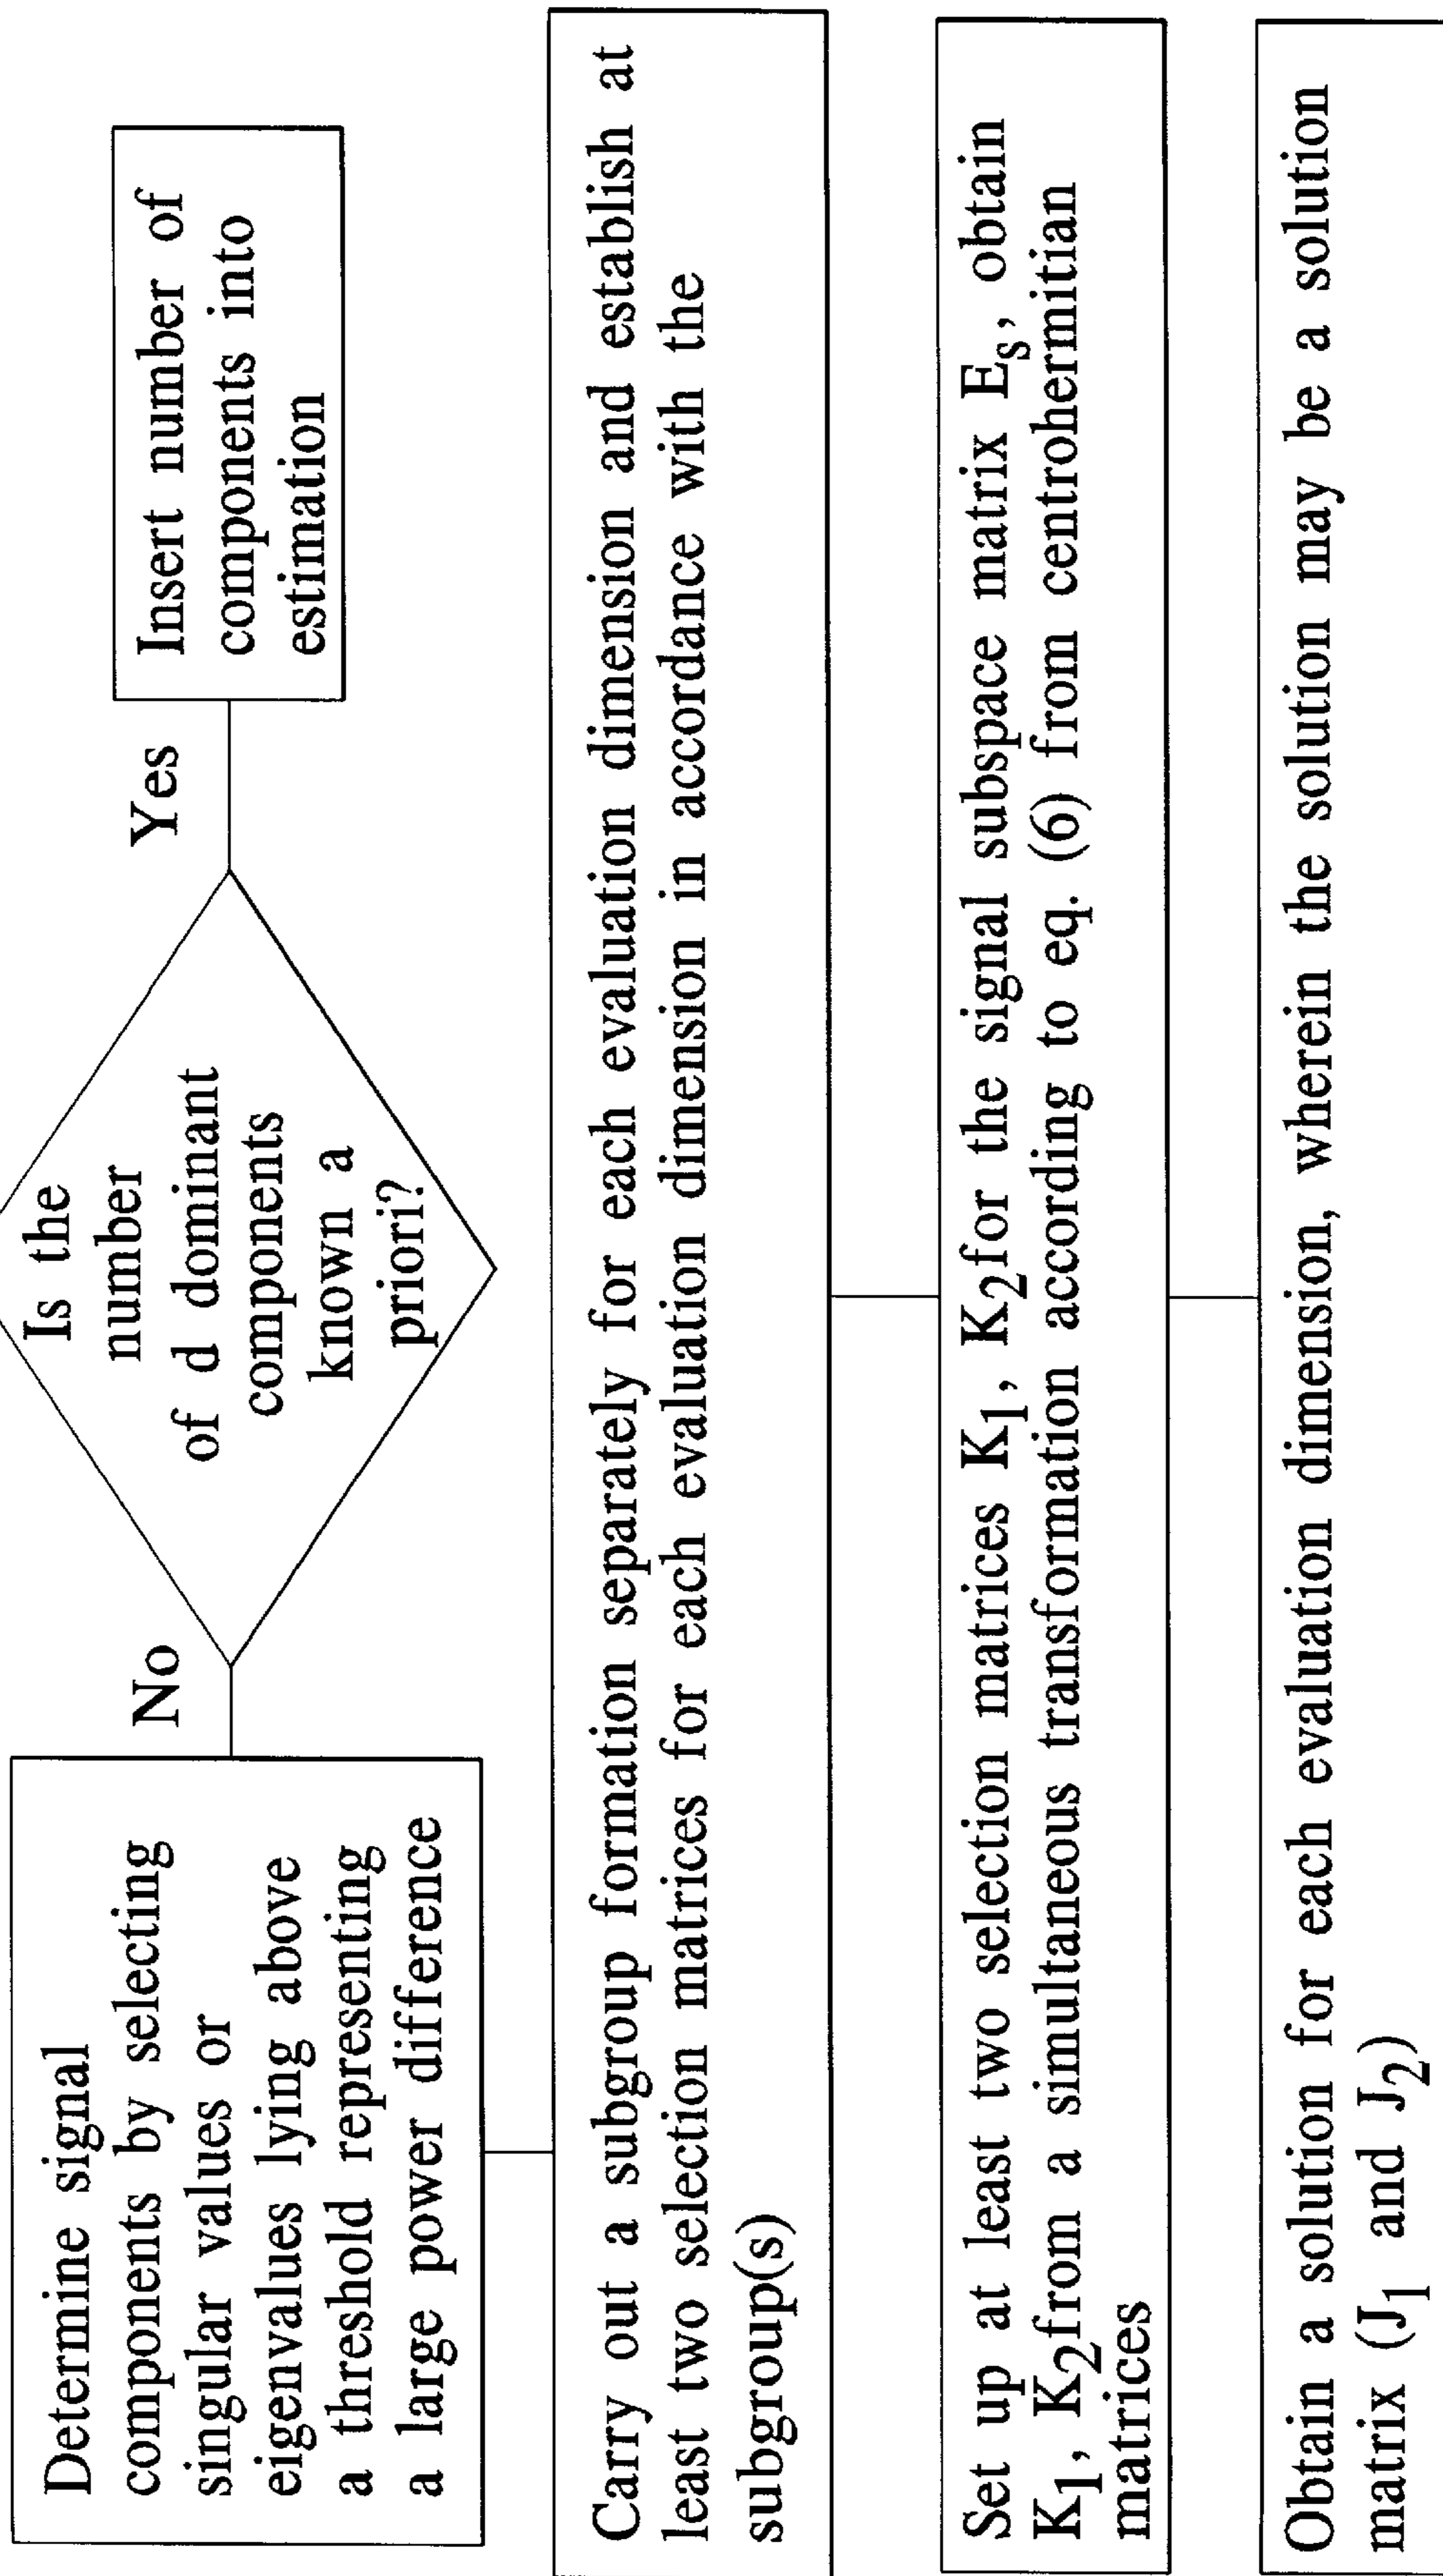 Determine signal
components by selecting
singular values or
eigenvalues lying above
a threshold representing
a large power difference
No
Is the
number
of d dominant
components
known a
priori?
Yes
Insert number of
components into
estimation
Carry out a subgroup formation separately for each evaluation dimension and establish at
least two selection matrices for each evaluation dimension in accordance with the
subgroup(s)
Set up at least two selection matrices K1, K2 for the signal subspace matrix Es, obtain
K1, K2 from a simultaneous transformation according to eq. (6) from centrohermitian
matrices
Obtain a solution for each evaluation dimension, wherein the solution may be a solution
matrix (J1 and J2)